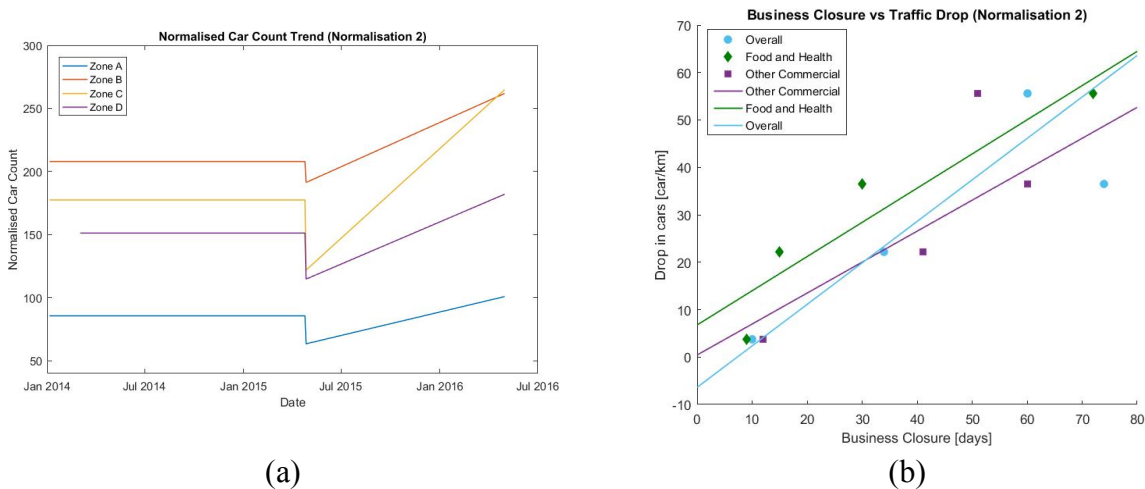 Normalised Car Count Trend (Normalisation 2)
300
250
200
150
100
50
Normalised Car Count
Zone A
Zone B
Zone C
Zone D
Jan 2014
Jul 2014
Jan 2015
Jul 2015
Jan 2016
Jul 2016
Date
(a)
Business Closure vs Traffic Drop (Normalisation 2)
70
60
50
40
30
20
10
0
-10
Drop in cars [car/km]
Overall
Food and Health
Other Commercial
Other Commercial
Food and Health
Overall
0
10
20
30
40
50
60
70
80
Business Closure [days]
(b)